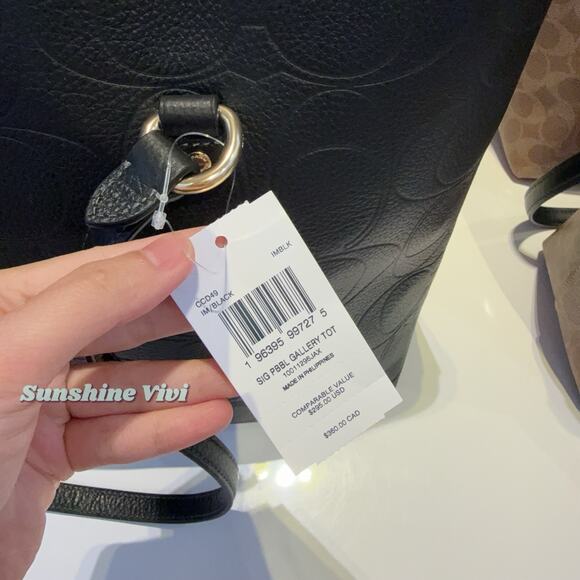 CCD49
IM/BLACK
IMBLK
1 96395 99727 5
SIG PBBL GALLERY TOT
10011296JAX
MADE IN PHILIPPINES
COMPARABLE VALUE
$295.00 USD
$360.00 CAD
Sunshine Vivi